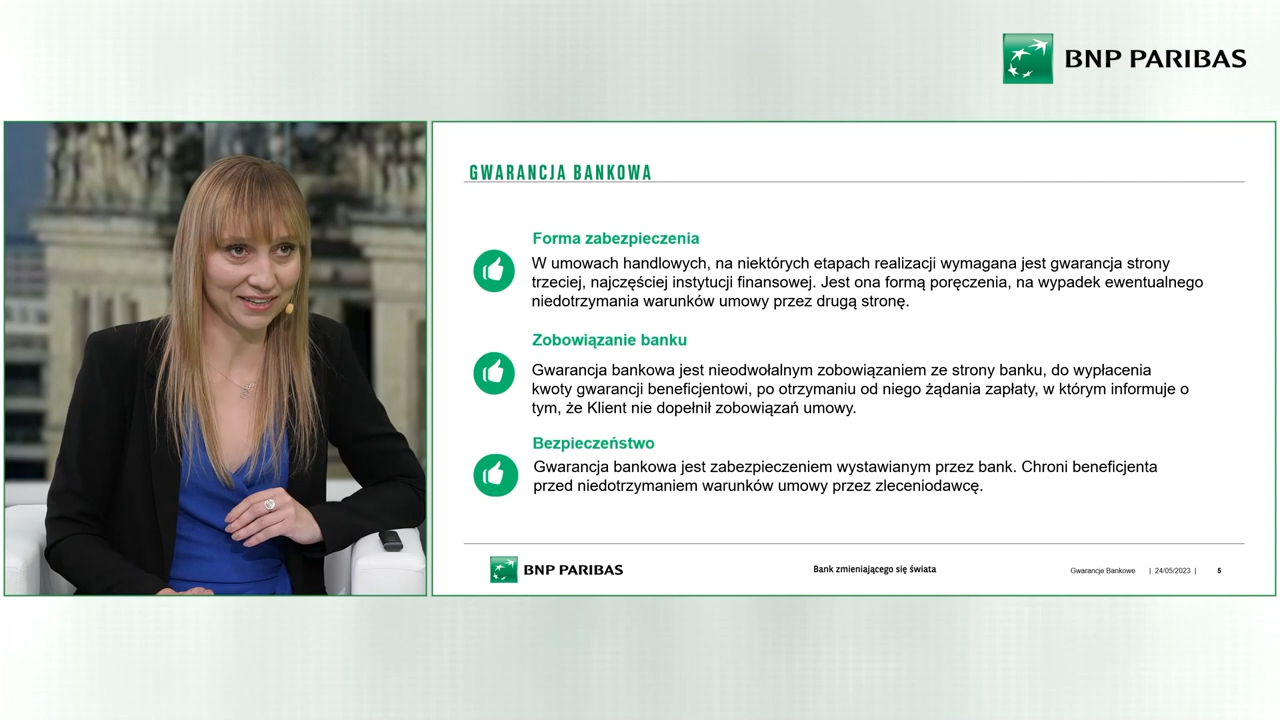 BNP PARIBAS
GWARANCJA BANKOWA
Forma zabezpieczenia
W umowach handlowych, na niektórych etapach realizacji wymagana jest gwarancja strony
trzeciej, najczęściej instytucji finansowej. Jest ona formą poręczenia, na wypadek ewentualnego
niedotrzymania warunków umowy przez drugą stronę.
Zobowiązanie banku
Gwarancja bankowa jest nieodwołalnym zobowiązaniem ze strony banku, do wypłacenia
kwoty gwarancji beneficjentowi, po otrzymaniu od niego żądania zapłaty, w którym informuje o
tym, że Klient nie dopełnił zobowiązań umowy.
Bezpieczeństwo
Gwarancja bankowa jest zabezpieczeniem wystawianym przez bank. Chroni beneficjenta
przed niedotrzymaniem warunków umowy przez zleceniodawcę.
BNP PARIBAS
Bank zmieniającego się świata
Gwarancje Bankowe | 24/05/2023 | 5